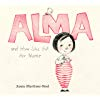 ALMA
and How She Got
Her Name
Juana Martinez-Neal